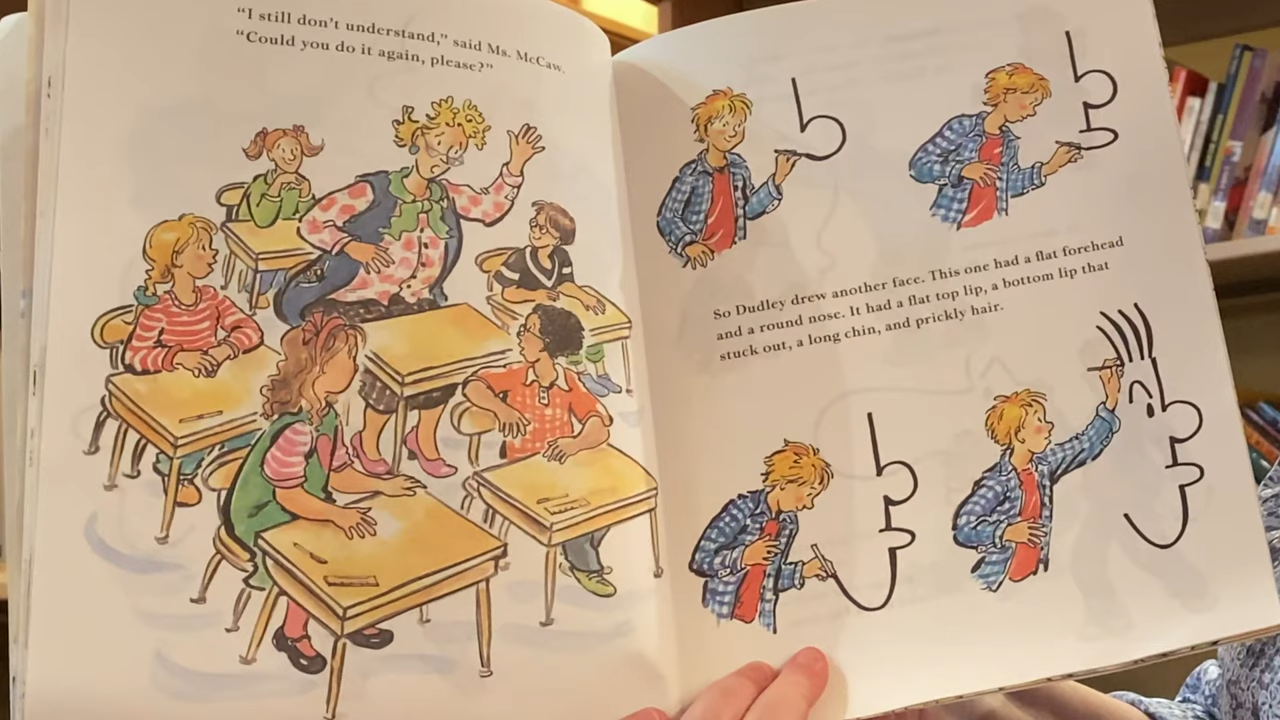 “I still don’t understand,” said Ms. McCaw.
“Could you do it again, please?”
So Dudley drew another face. This one had a flat forehead
and a round nose. It had a flat top lip, a bottom lip that
stuck out, a long chin, and prickly hair.